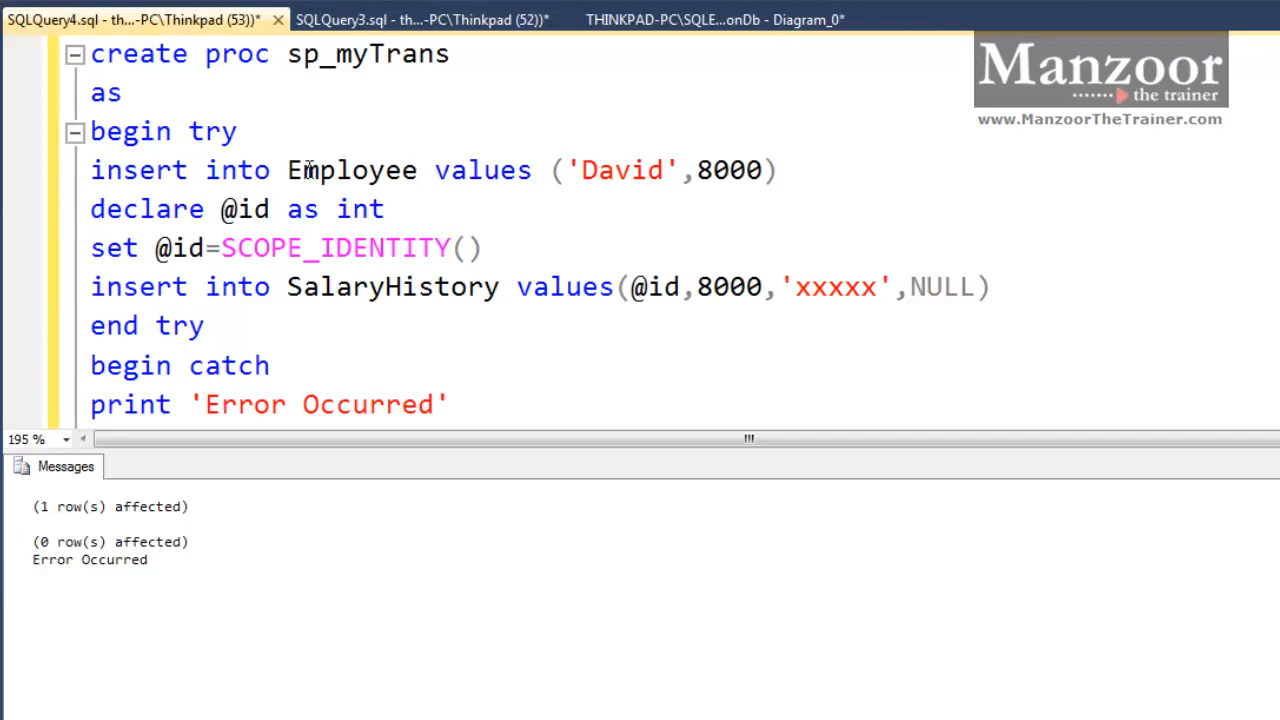 SQLQuery4.sql - th...-PC\Thinkpad (53))* SQLQuery3.sql - th...-PC\Thinkpad (52))* THINKPAD-PC\SQLE...onDb - Diagram_0*
Manzoor
the trainer
www.ManzoorTheTrainer.com
create proc sp_myTrans
as
begin try
insert into Employee values ('David',8000)
declare @id as int
set @id=SCOPE_IDENTITY()
insert into SalaryHistory values(@id,8000,'xxxxx',NULL)
end try
begin catch
print 'Error Occurred'
195 %
Messages
(1 row(s) affected)
(0 row(s) affected)
Error Occurred